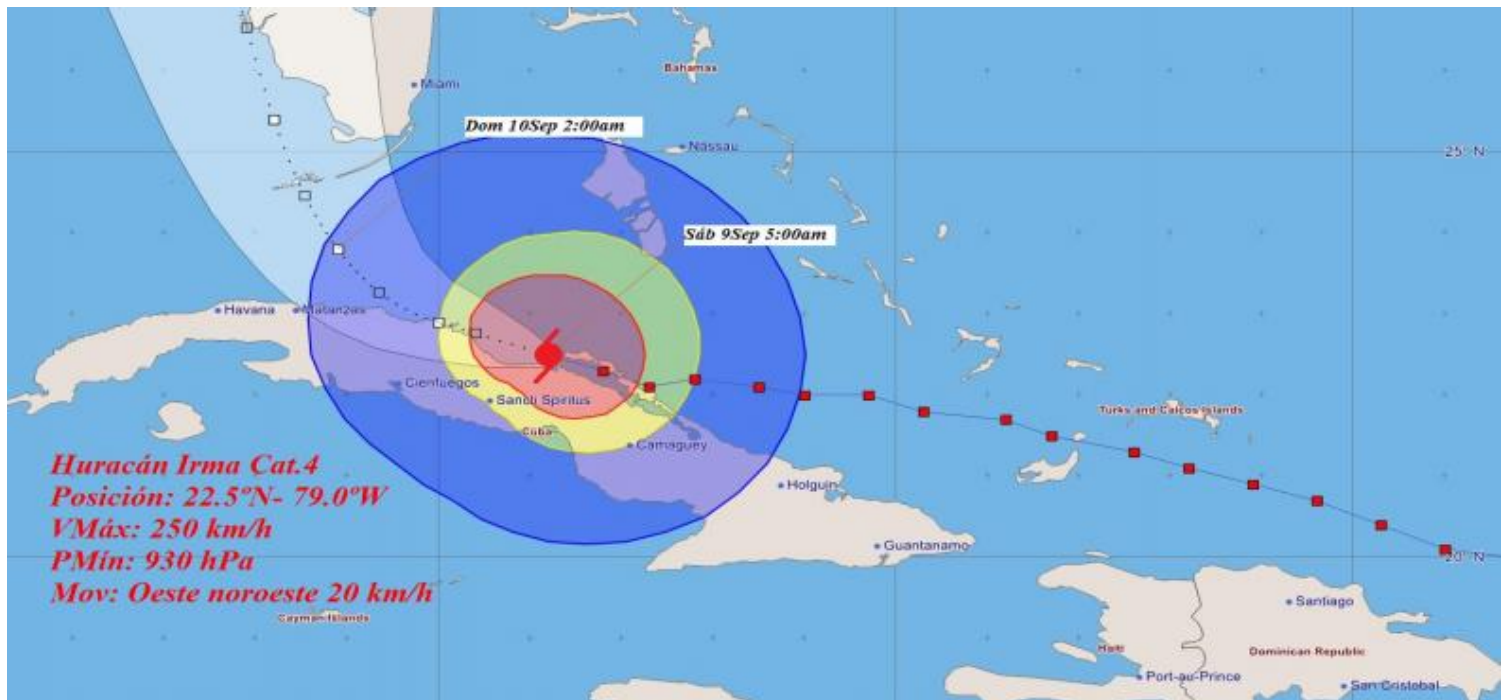 Bahamas
Miami
Dom 10Sep 2:00am
Nassau
25° N
Sáb 9Sep 5:00am
Havana
Matanzas
Cienfuegos
Sancti Spiritus
Turks and Caicos Islands
Cuba
Camaguey
Huracán Irma Cat.4
Posición: 22.5ºN- 79.0ºW
VMáx: 250 km/h
PMín: 930 hPa
Mov: Oeste noroeste 20 km/h
Holguin
Guantanamo
20° N
Cayman Islands
Santiago
Haiti
Dominican Republic
Port-au-Prince
San Cristobal